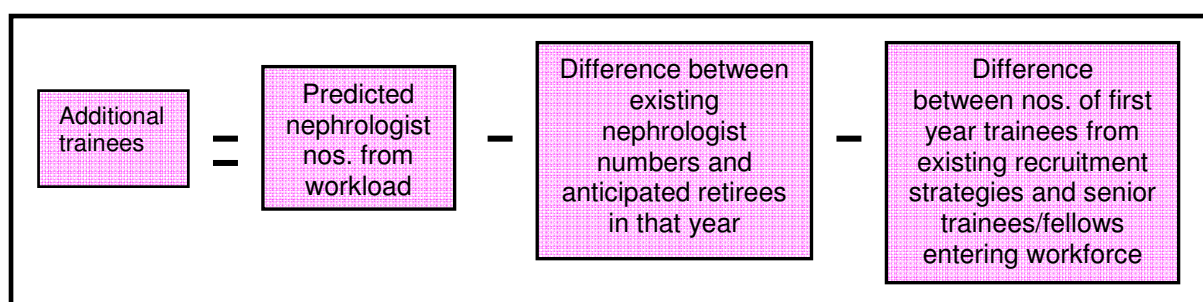 Additional
trainees
=
Predicted
nephrologist
nos. from
workload
-
Difference between
existing
nephrologist
numbers and
anticipated retirees
in that year
-
Difference
between nos. of first
year trainees from
existing recruitment
strategies and senior
trainees/fellows
entering workforce